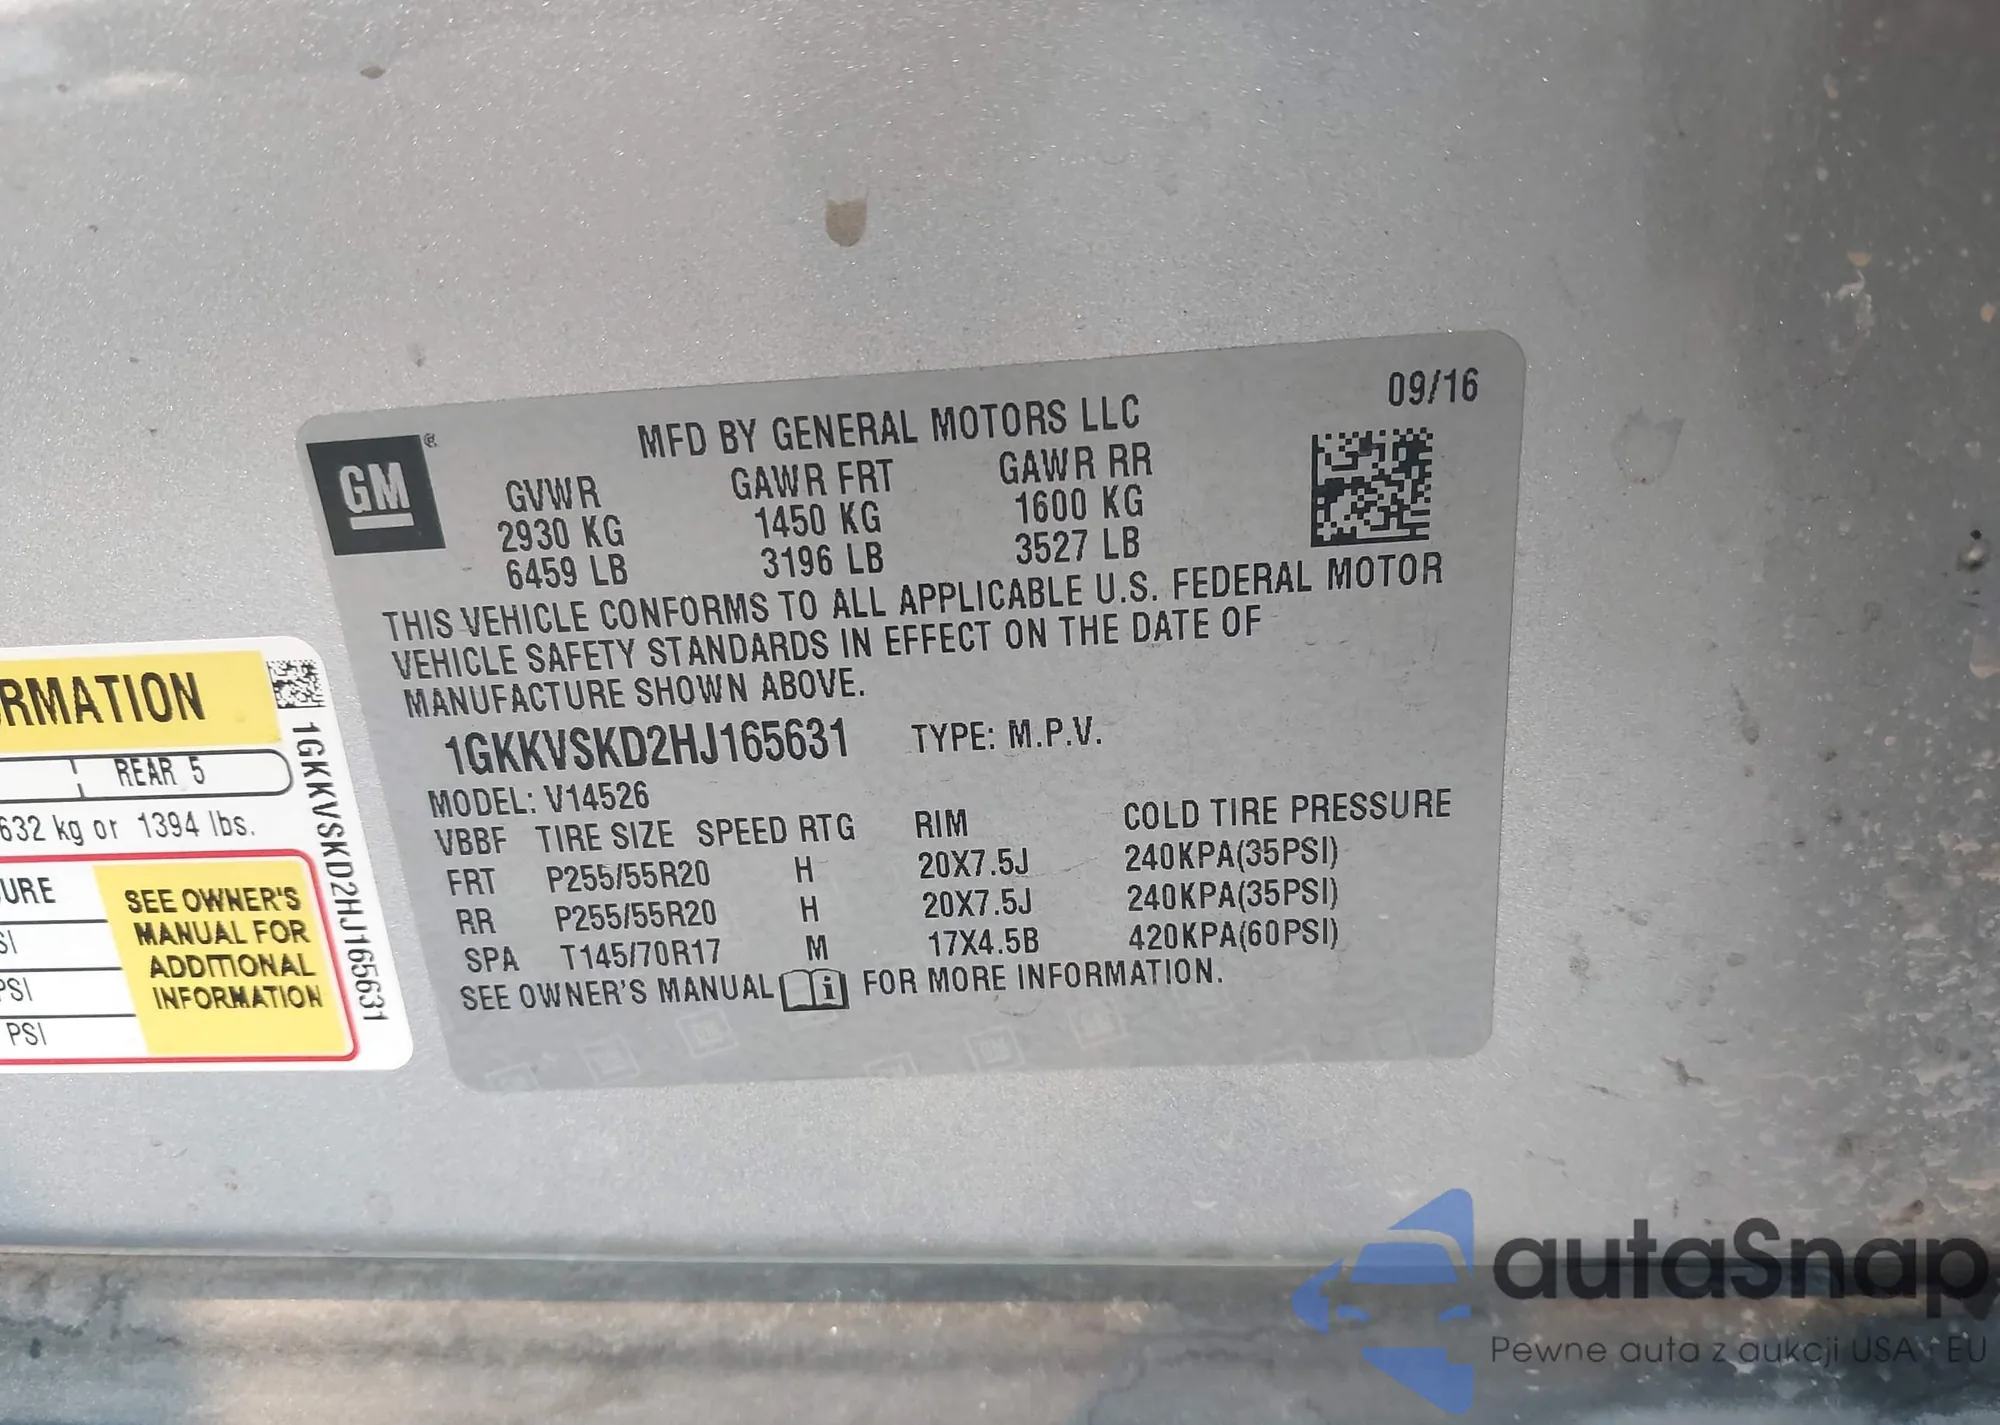 09/16
GM ®
MFD BY GENERAL MOTORS LLC
GVWR GAWR FRT GAWR RR
2930 KG 1450 KG 1600 KG
6459 LB 3196 LB 3527 LB
THIS VEHICLE CONFORMS TO ALL APPLICABLE U.S. FEDERAL MOTOR
VEHICLE SAFETY STANDARDS IN EFFECT ON THE DATE OF
MANUFACTURE SHOWN ABOVE.
1GKKVSKD2HJ165631 TYPE: M.P.V.
MODEL: V14526
VBBF TIRE SIZE SPEED RTG RIM COLD TIRE PRESSURE
FRT P255/55R20 H 20X7.5J 240KPA(35PSI)
RR P255/55R20 H 20X7.5J 240KPA(35PSI)
SPA T145/70R17 M 17X4.5B 420KPA(60PSI)
SEE OWNER'S MANUAL i FOR MORE INFORMATION.
RMATION
REAR 5
632 kg or 1394 lbs.
URE
SI
PSI
PSI
SEE OWNER'S
MANUAL FOR
ADDITIONAL
INFORMATION
1GKKVSKD2HJ165631
autaSnap
Pewne auta z aukcji USA i EU